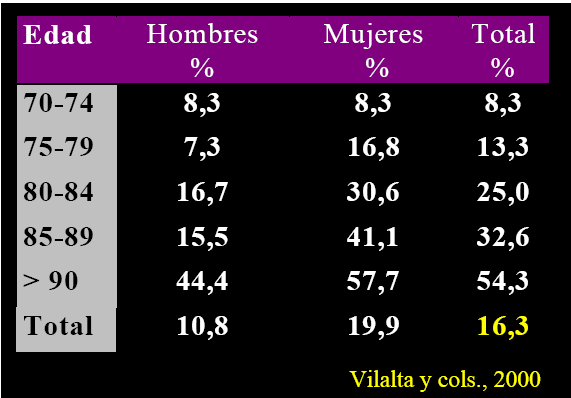 Edad Hombres Mujeres Total
% % %
70-74 8,3 8,3 8,3
75-79 7,3 16,8 13,3
80-84 16,7 30,6 25,0
85-89 15,5 41,1 32,6
> 90 44,4 57,7 54,3
Total 10,8 19,9 16,3
Vilalta y cols., 2000